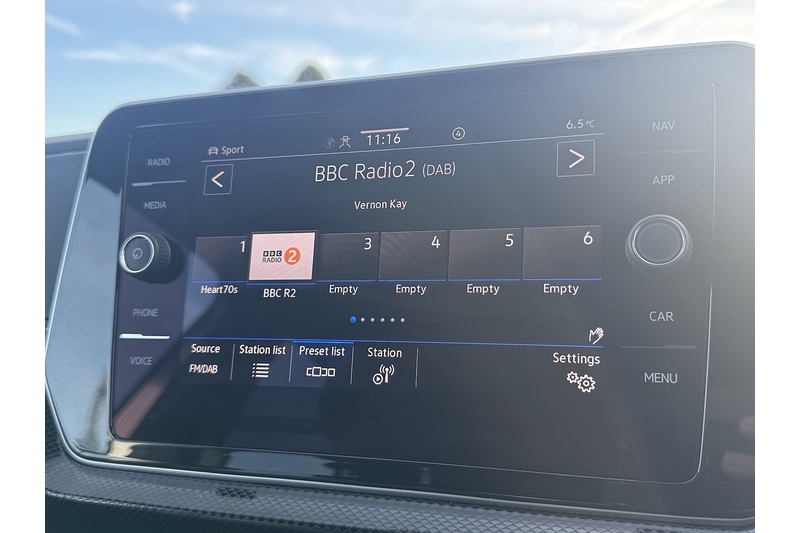 11:16
4
6.5°C
NAV
Sport
RADIO
BBC Radio2 (DAB)
APP
Vernon Kay
MEDIA
1
BBC RADIO 2
3
4
5
6
Heart70s
BBC R2
Empty
Empty
Empty
Empty
PHONE
CAR
VOICE
Source
Station list
Preset list
Station
Settings
FM/DAB
MENU